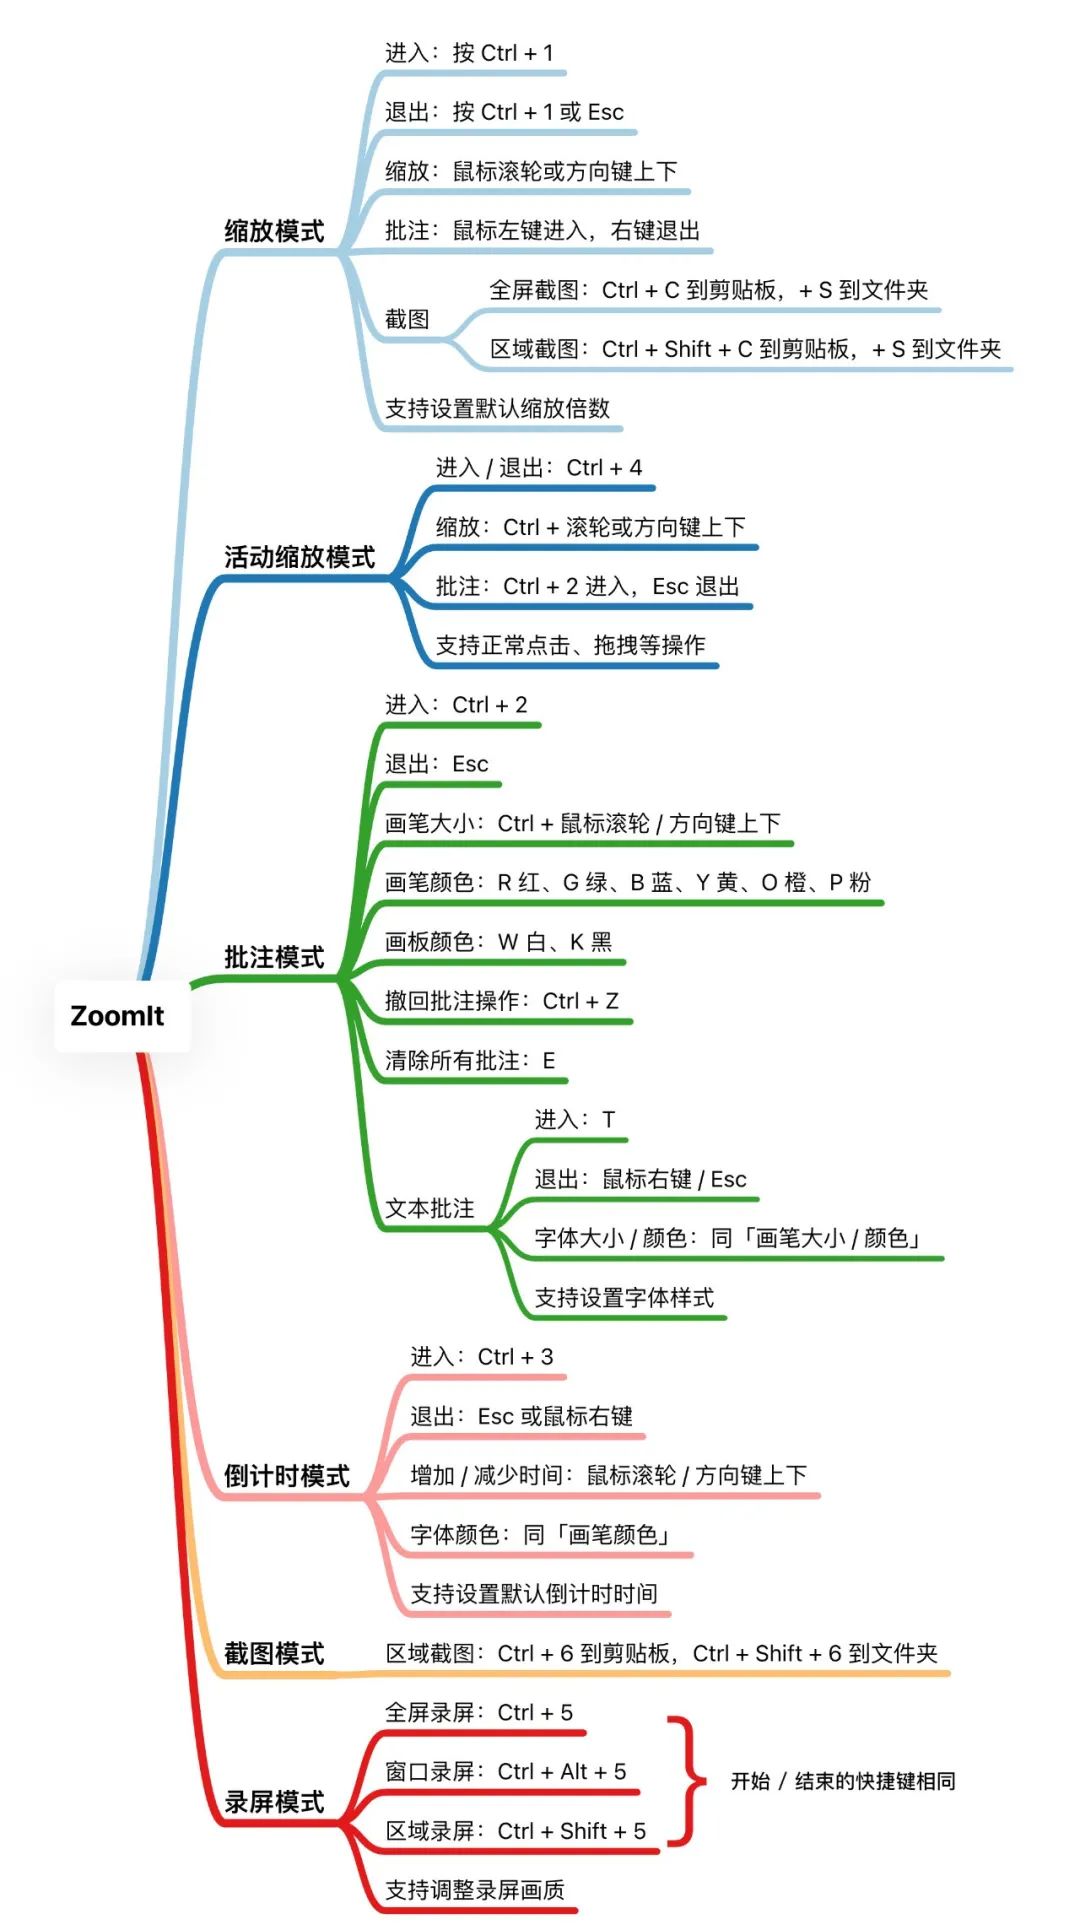 进入：按 Ctrl + 1
退出：按 Ctrl + 1 或 Esc
缩放：鼠标滚轮或方向键上下
缩放模式
批注：鼠标左键进入，右键退出
全屏截图：Ctrl + C 到剪贴板，+ S 到文件夹
截图
区域截图：Ctrl + Shift + C 到剪贴板，+ S 到文件夹
支持设置默认缩放倍数
进入 / 退出：Ctrl + 4
缩放：Ctrl + 滚轮或方向键上下
活动缩放模式
批注：Ctrl + 2 进入，Esc 退出
支持正常点击、拖拽等操作
进入：Ctrl + 2
退出：Esc
画笔大小：Ctrl + 鼠标滚轮 / 方向键上下
画笔颜色：R 红、G 绿、B 蓝、Y 黄、O 橙、P 粉
画板颜色：W 白、K 黑
批注模式
撤回批注操作：Ctrl + Z
ZoomIt
清除所有批注：E
进入：T
退出：鼠标右键 / Esc
文本批注
字体大小 / 颜色：同「画笔大小 / 颜色」
支持设置字体样式
进入：Ctrl + 3
退出：Esc 或鼠标右键
倒计时模式
增加 / 减少时间：鼠标滚轮 / 方向键上下
字体颜色：同「画笔颜色」
支持设置默认倒计时时间
截图模式
区域截图：Ctrl + 6 到剪贴板，Ctrl + Shift + 6 到文件夹
全屏录屏：Ctrl + 5
窗口录屏：Ctrl + Alt + 5
开始 / 结束的快捷键相同
录屏模式
区域录屏：Ctrl + Shift + 5
支持调整录屏画质